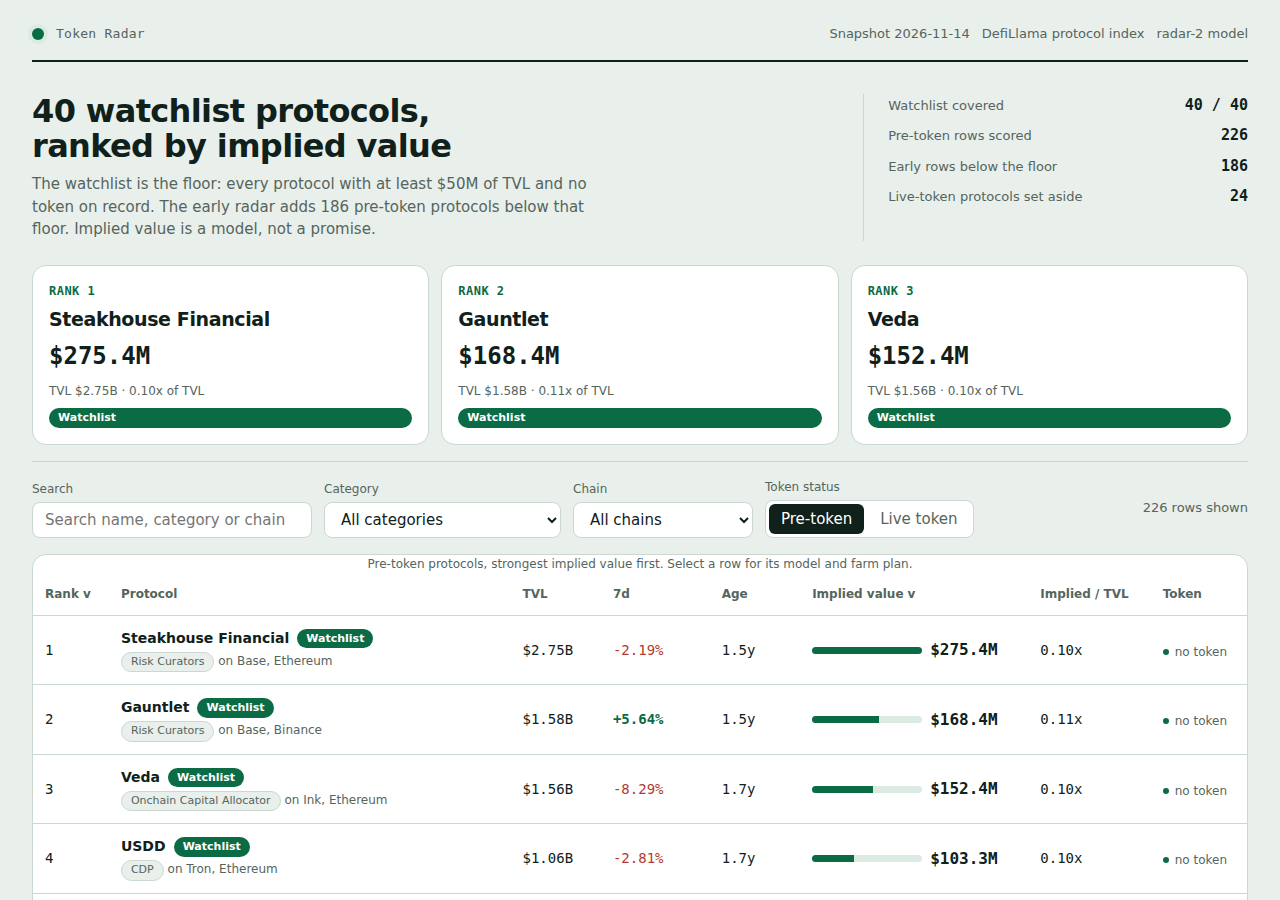 Token Radar
Snapshot 2026-11-14 DefiLlama protocol index radar-2 model
40 watchlist protocols,
ranked by implied value
The watchlist is the floor: every protocol with at least $50M of TVL and no
token on record. The early radar adds 186 pre-token protocols below that
floor. Implied value is a model, not a promise.
Watchlist covered 40 / 40
Pre-token rows scored 226
Early rows below the floor 186
Live-token protocols set aside 24
RANK 1
Steakhouse Financial
$275.4M
TVL $2.75B · 0.10x of TVL
Watchlist
RANK 2
Gauntlet
$168.4M
TVL $1.58B · 0.11x of TVL
Watchlist
RANK 3
Veda
$152.4M
TVL $1.56B · 0.10x of TVL
Watchlist
Search
Search name, category or chain
Category
All categories
Chain
All chains
Token status
Pre-token Live token
226 rows shown
Pre-token protocols, strongest implied value first. Select a row for its model and farm plan.
Rank v Protocol TVL 7d Age Implied value v Implied / TVL Token
1 Steakhouse Financial Watchlist $2.75B -2.19% 1.5y $275.4M 0.10x no token
Risk Curators on Base, Ethereum
2 Gauntlet Watchlist $1.58B +5.64% 1.5y $168.4M 0.11x no token
Risk Curators on Base, Binance
3 Veda Watchlist $1.56B -8.29% 1.7y $152.4M 0.10x no token
Onchain Capital Allocator on Ink, Ethereum
4 USDD Watchlist $1.06B -2.81% 1.7y $103.3M 0.10x no token
CDP on Tron, Ethereum